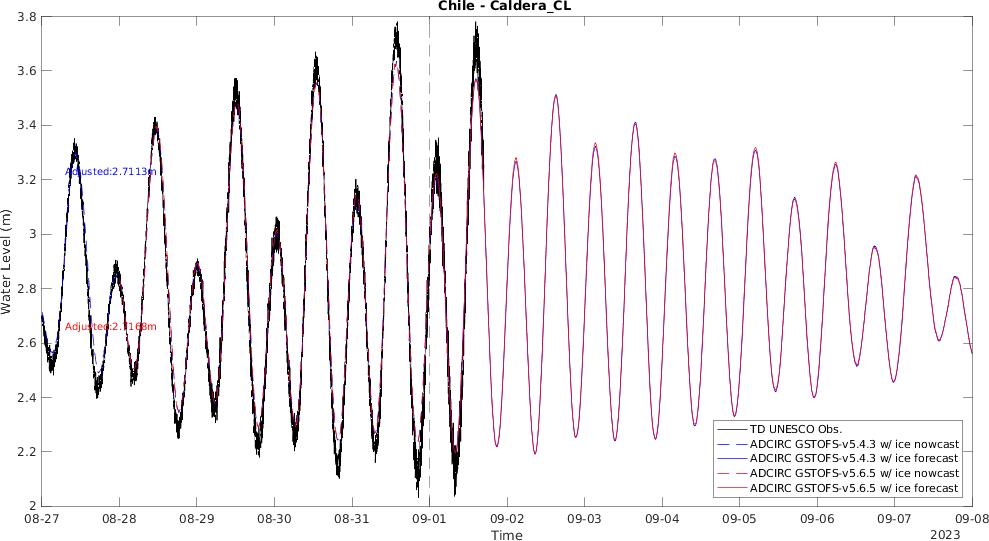 Chile - Caldera_CL
3.8
3.6
3.4
3.2
3
2.8
2.6
2.4
2.2
2
Water Level (m)
Adjusted:2.7113m
Adjusted:2.7168m
TD UNESCO Obs.
ADCIRC GSTOFS-v5.4.3 w/ ice nowcast
ADCIRC GSTOFS-v5.4.3 w/ ice forecast
ADCIRC GSTOFS-v5.6.5 w/ ice nowcast
ADCIRC GSTOFS-v5.6.5 w/ ice forecast
08-27 08-28 08-29 08-30 08-31 09-01 09-02 09-03 09-04 09-05 09-06 09-07 09-08
Time
2023